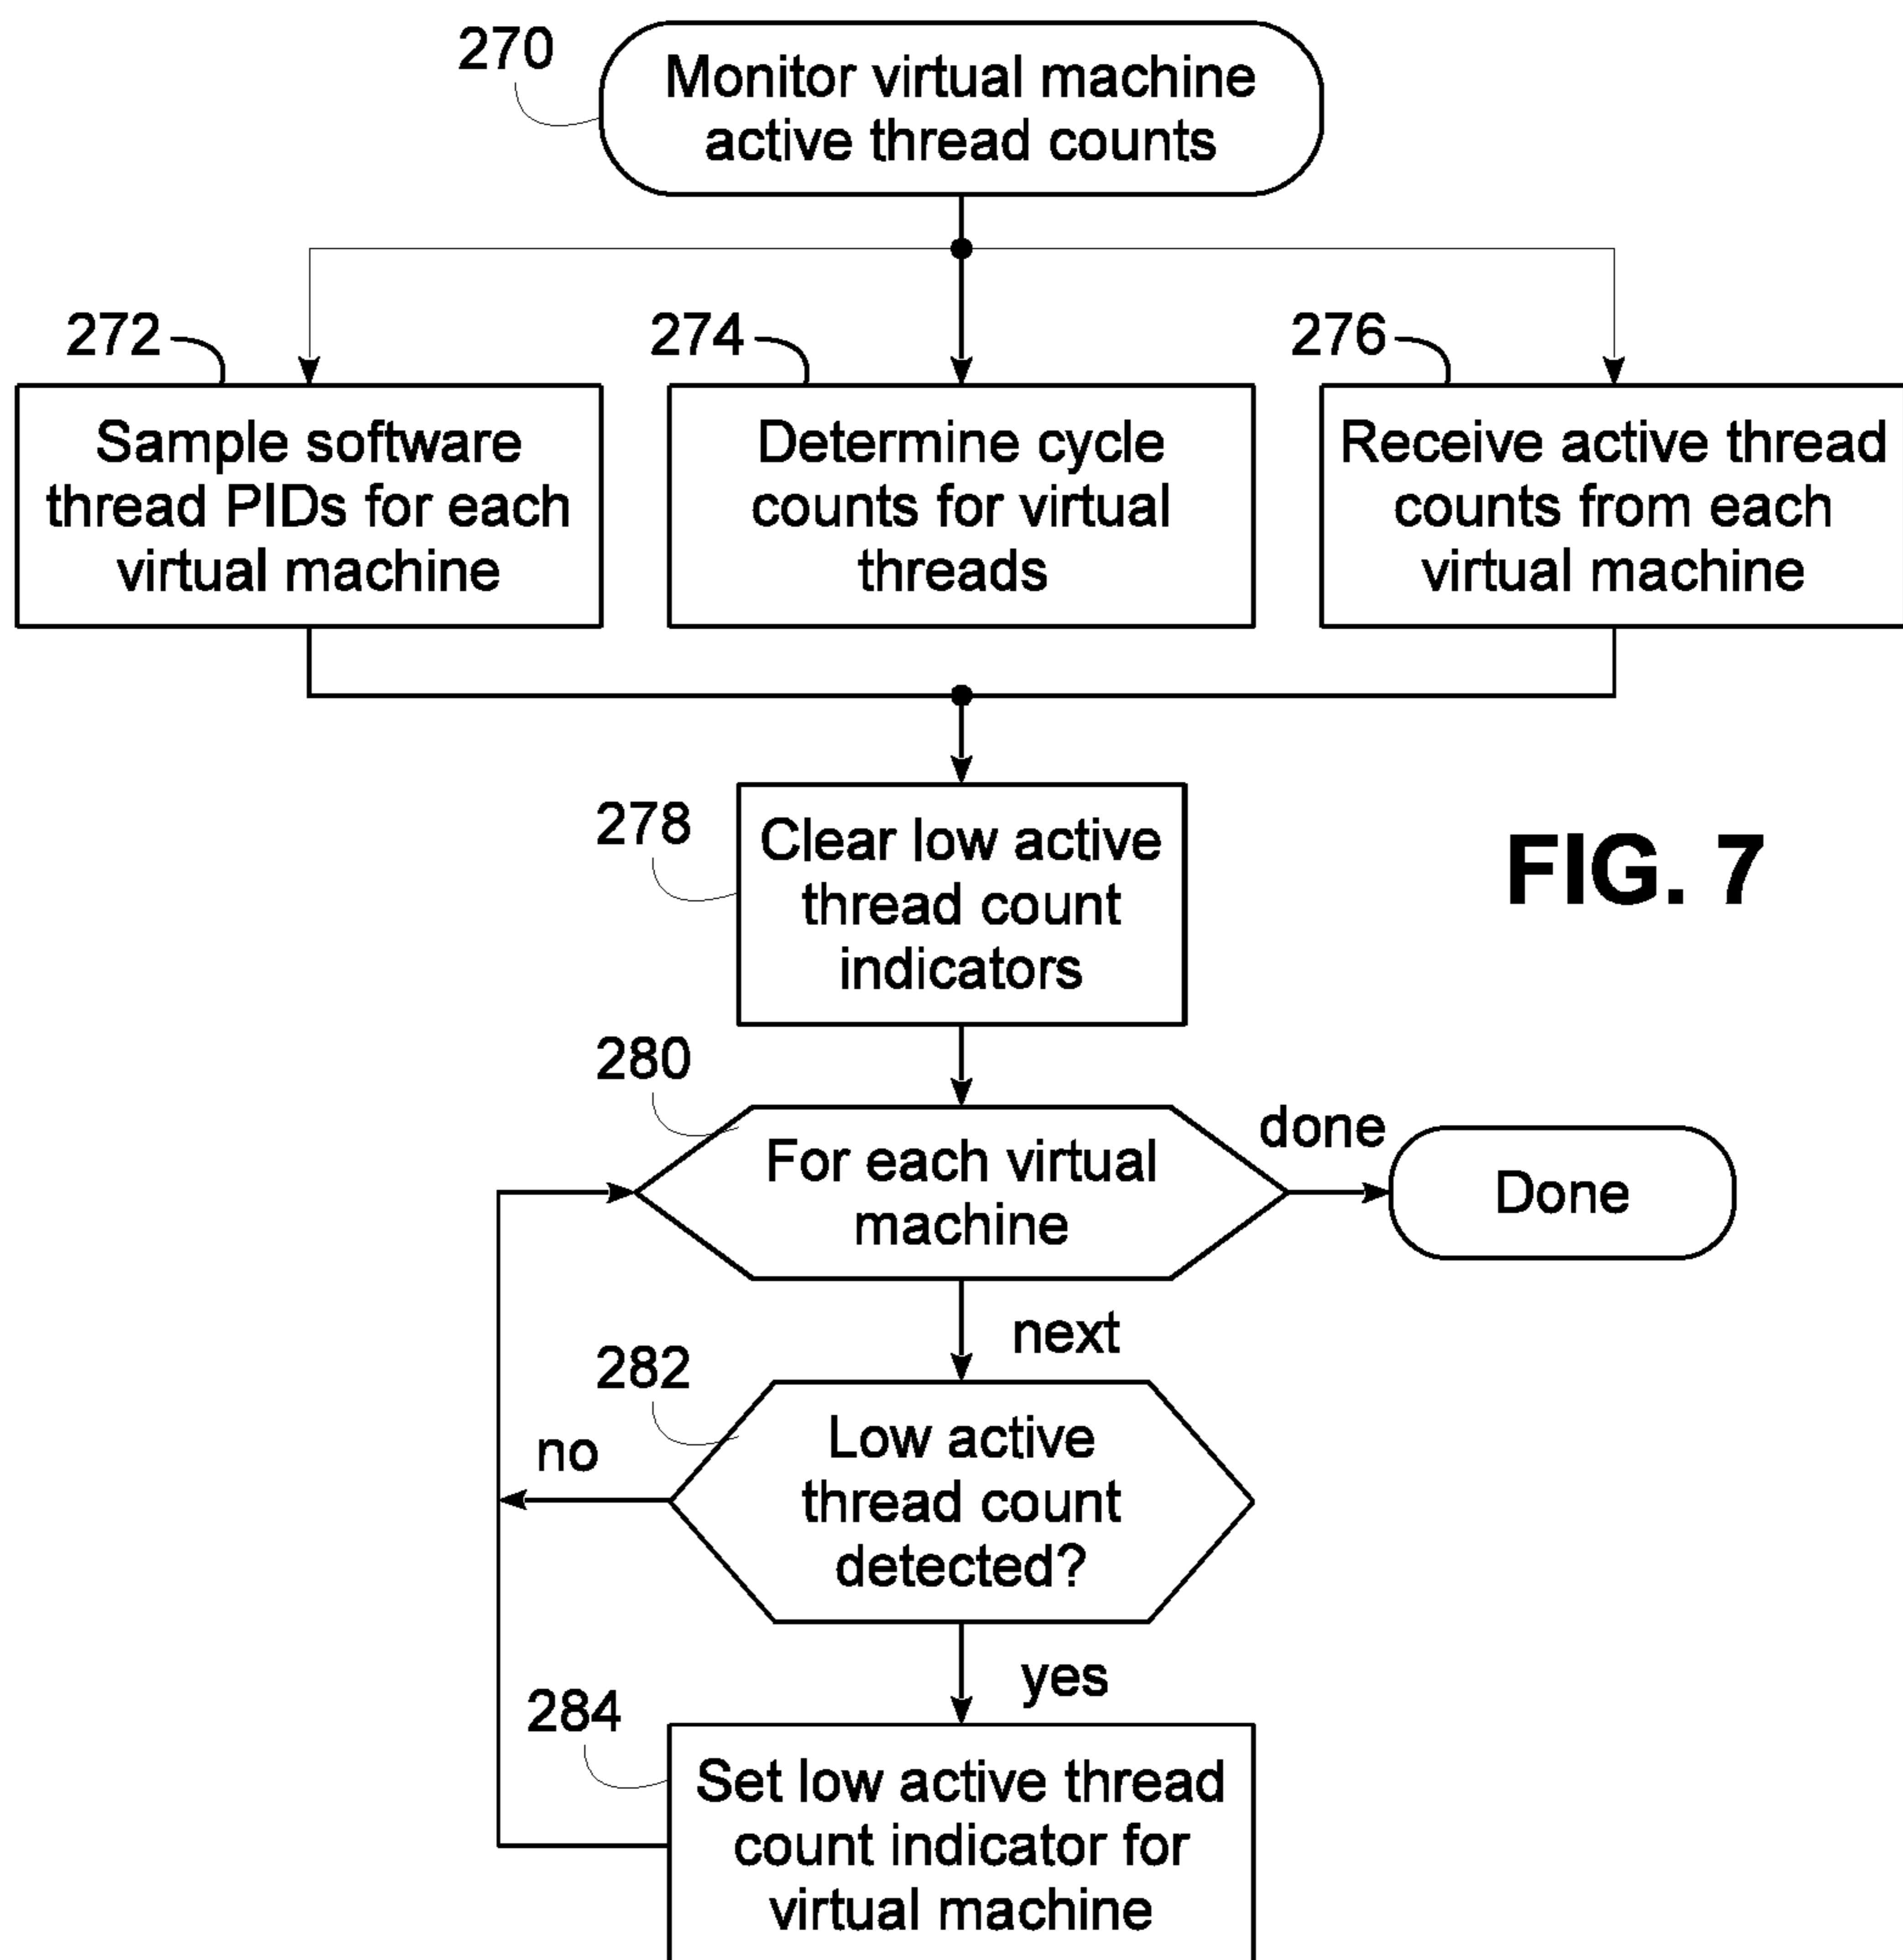 270
Monitor virtual machine
active thread counts
272
274
276
Sample software
thread PIDs for each
virtual machine
Determine cycle
counts for virtual
threads
Receive active thread
counts from each
virtual machine
278
Clear low active
thread count
indicators
FIG. 7
280
For each virtual
machine
done
Done
next
282
Low active
thread count
detected?
no
yes
284
Set low active thread
count indicator for
virtual machine